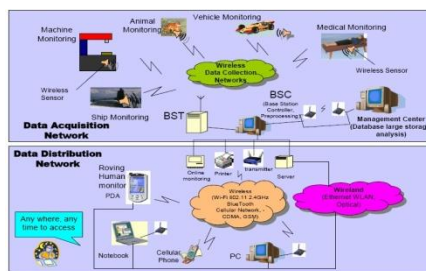 Vehicle Monitoring
Animal
Monitoring
Machine
Monitoring
Medical Monitoring
Wireless
Data Collection
Networks
Wireless
Sensor
Ship Monitoring
Wireless Sensor
BSC
(Base Station
Controller,
Preprocessing)
BST
Management Center
(Database large storage
analysis)
Data Acquisition
Network
Data Distribution
Network
Online
monitoring
Printer
transmitter
Server
Roving
Human
monitor
PDA
Wireless
(Wi-Fi 802.11 2.4GHz
BlueTooth
Cellular Network, -
CDMA, GSM)
Wireland
(Ethernet WLAN,
Optical)
Any where, any
time to access
Notebook
Cellular
Phone
PC